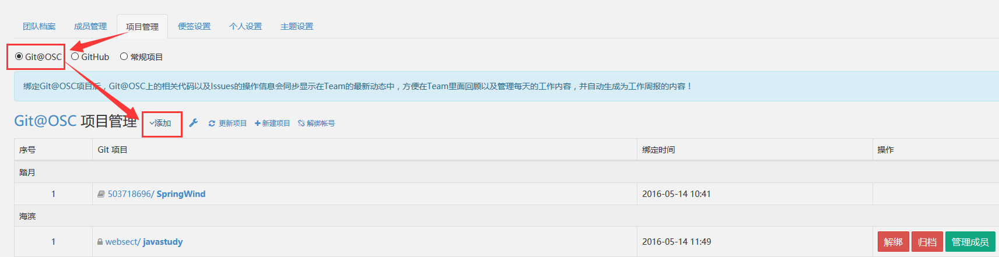 团队档案 成员管理 项目管理 便签设置 个人设置 主题设置
Git@OSC GitHub 常规项目
绑定Git@OSC项目后，Git@OSC上的相关代码以及Issues的操作信息会同步显示在Team的最新动态中，方便在Team里面回顾以及管理每天的工作内容，并自动生成为工作周报的内容！
Git@OSC 项目管理 添加 更新项目 新建项目 解绑帐号
序号 Git 项目 绑定时间 操作
踏月
1 503718696/ SpringWind 2016-05-14 10:41
海滨
1 websect/ javastudy 2016-05-14 11:49 解绑 归档 管理成员